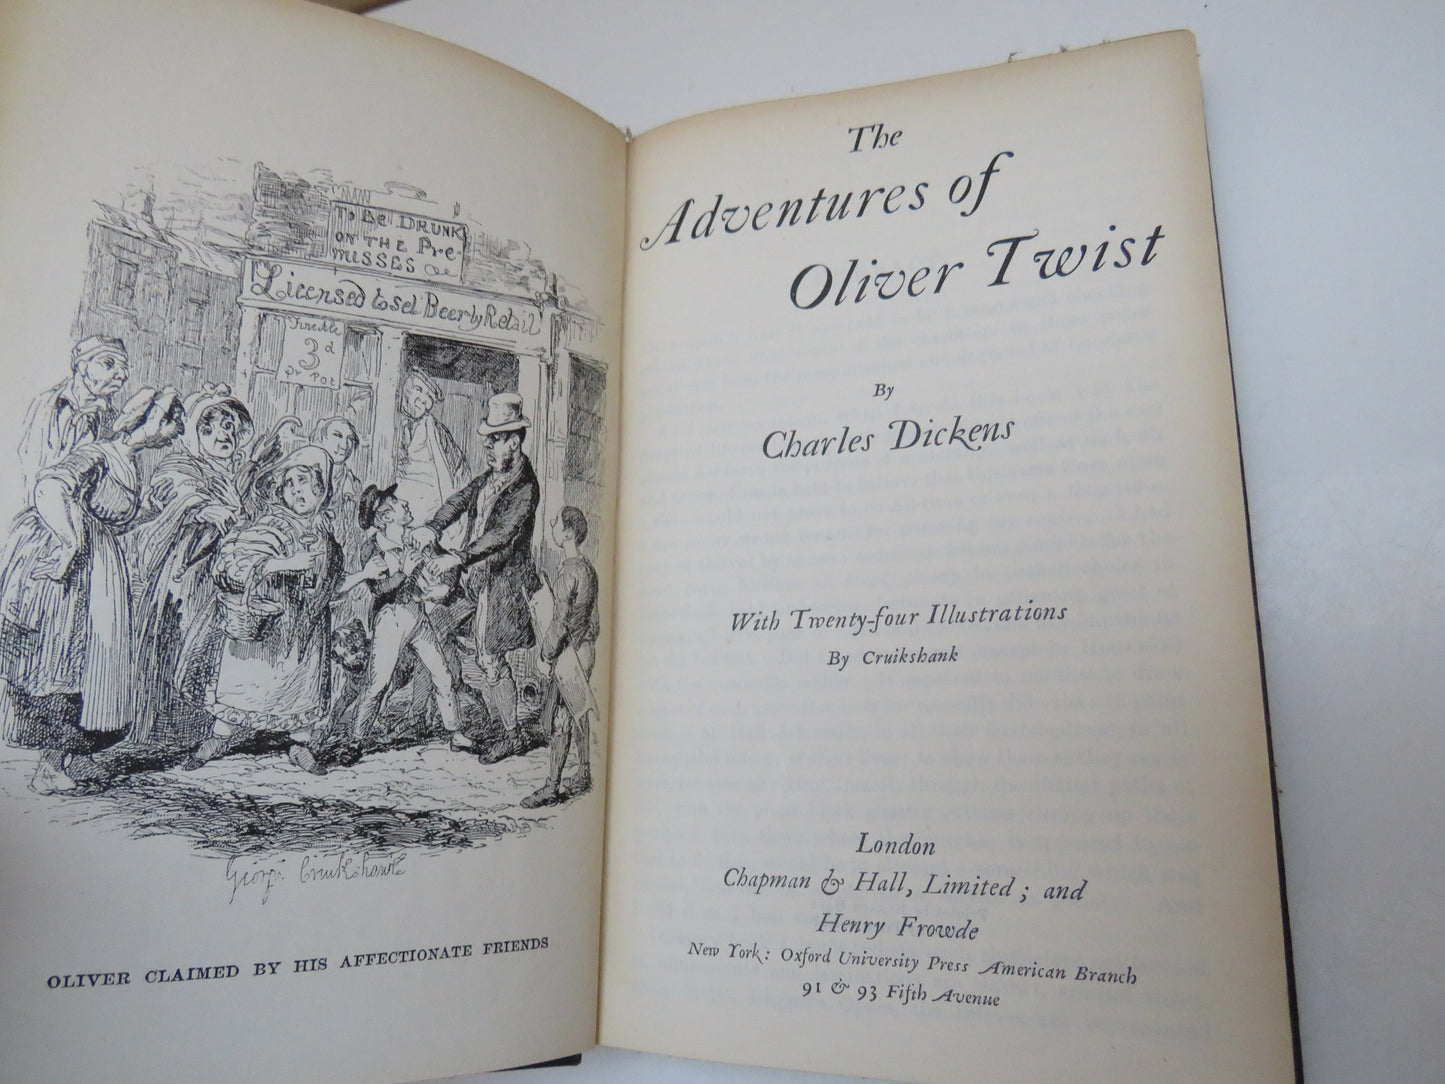 TO BE DRUNK
ON THE Pre-
MISSES
Licensed to sel Beer by Retail
Fine Ale
3d
pr Pot
George Cruikshank
OLIVER CLAIMED BY HIS AFFECTIONATE FRIENDS
The
Adventures of
Oliver Twist
By
Charles Dickens
With Twenty-four Illustrations
By Cruikshank
London
Chapman & Hall, Limited; and
Henry Frowde
New York: Oxford University Press American Branch
91 & 93 Fifth Avenue